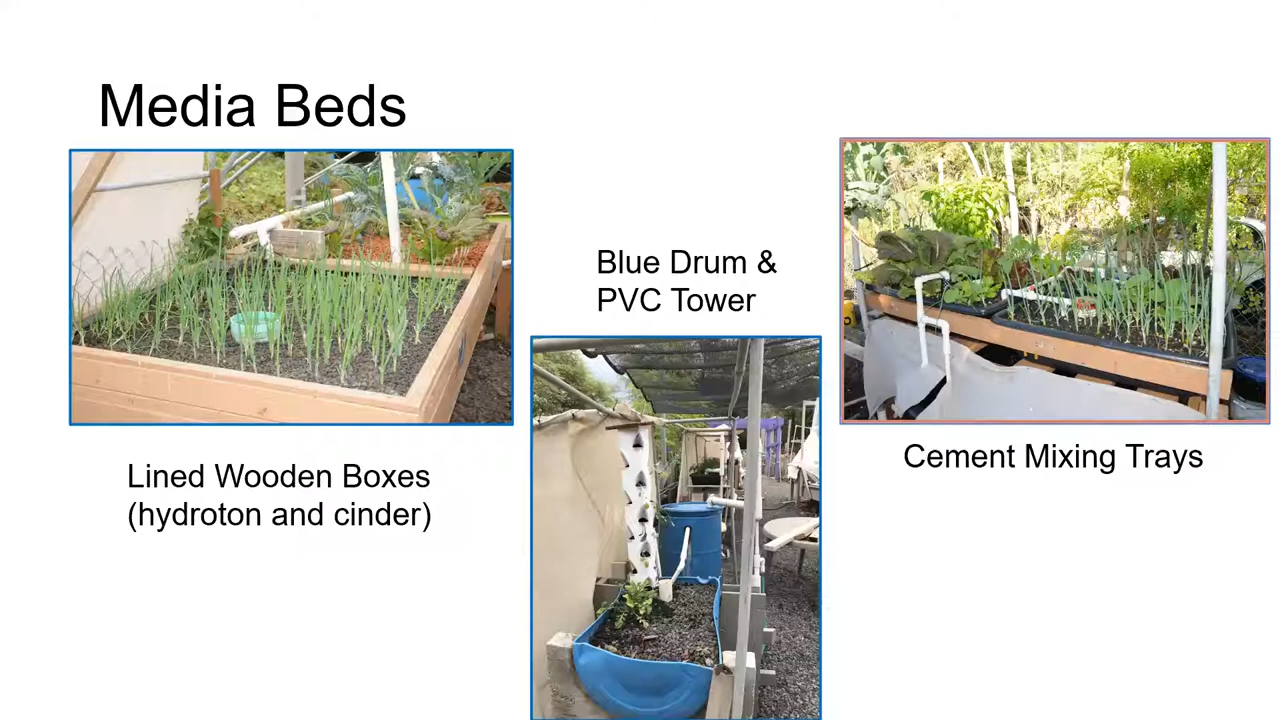 Media Beds
Blue Drum &
PVC Tower
Lined Wooden Boxes
(hydroton and cinder)
Cement Mixing Trays